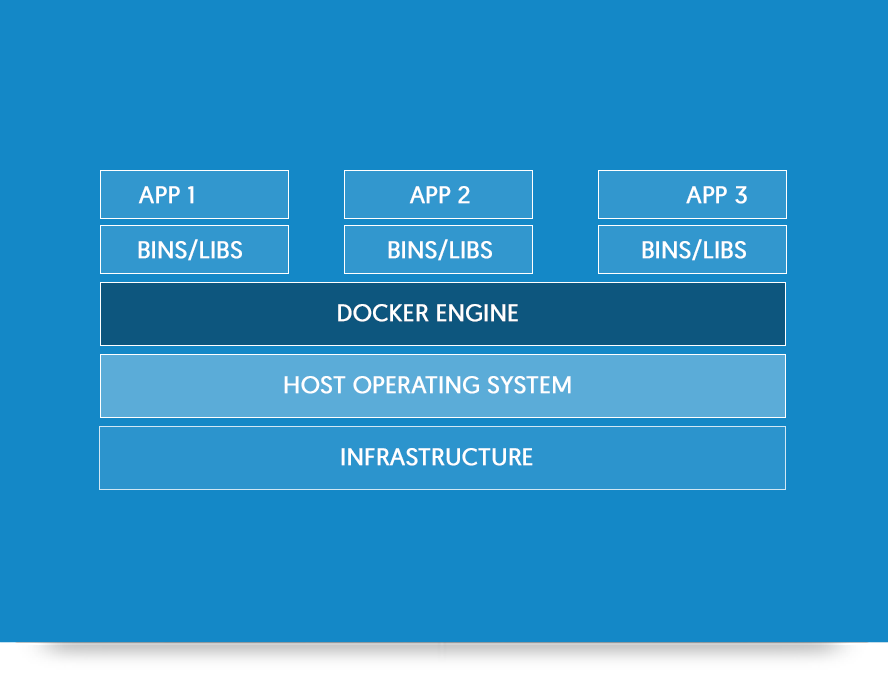 APP 1
APP 2
APP 3
BINS/LIBS
BINS/LIBS
BINS/LIBS
DOCKER ENGINE
HOST OPERATING SYSTEM
INFRASTRUCTURE